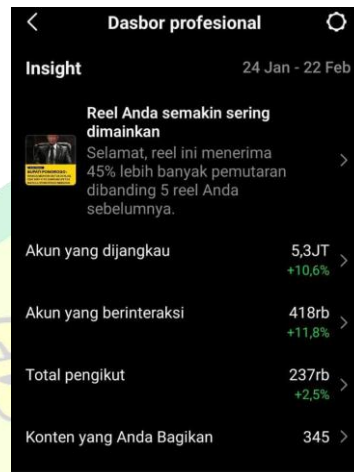 Dasbor profesional
Insight 24 Jan - 22 Feb
Reel Anda semakin sering
dimainkan
Selamat, reel ini menerima
45% lebih banyak pemutaran
dibanding 5 reel Anda
sebelumnya.
Akun yang dijangkau 5,3JT
+10,6%
Akun yang berinteraksi 418rb
+11,8%
Total pengikut 237rb
+2,5%
Konten yang Anda Bagikan 345